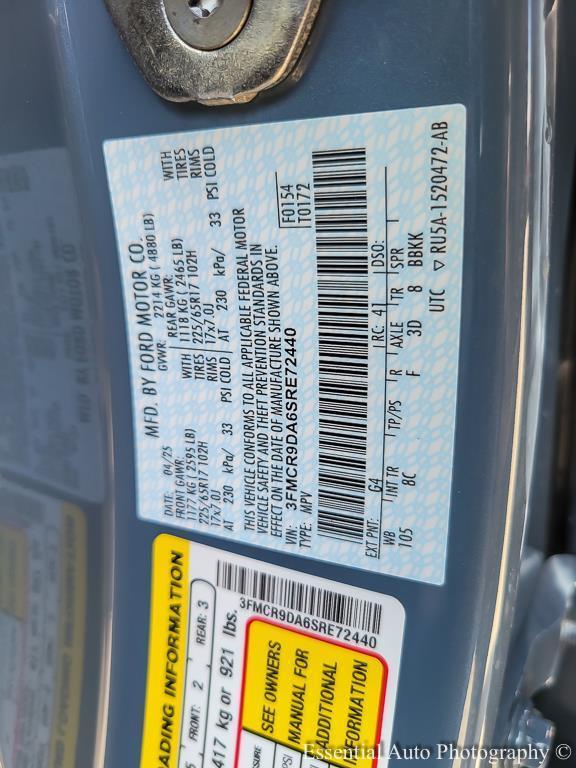 MFD. BY FORD MOTOR CO.
DATE: 04/25 GVWR: 2214 KG ( 4880 LB)
FRONT GAWR: REAR GAWR:
1177 KG ( 2595 LB) WITH 1118 KG ( 2465 LB) WITH
225/65R17 102H TIRES 225/65R17 102H TIRES
17x7.0J RIMS 17x7.0J RIMS
AT 230 kPa/ 33 PSI COLD AT 230 kPa/ 33 PSI COLD
THIS VEHICLE CONFORMS TO ALL APPLICABLE FEDERAL MOTOR
VEHICLE SAFETY AND THEFT PREVENTION STANDARDS IN
EFFECT ON THE DATE OF MANUFACTURE SHOWN ABOVE.
VIN: 3FMCR9DA6SRE72440 F0154
TYPE: MPV T0172
EXT PNT: G4 RC: 41 DSO:
WB INT TR TP/PS R AXLE TR SPR
105 8C F 3D 8 BBKK
UTC ▽ RU5A-1520472-AB
LOADING INFORMATION
FRONT: 2 REAR: 3
417 kg or 921 lbs.
3FMCR9DA6SRE72440
SEE OWNERS
MANUAL FOR
ADDITIONAL
INFORMATION
Essential Auto Photography ©